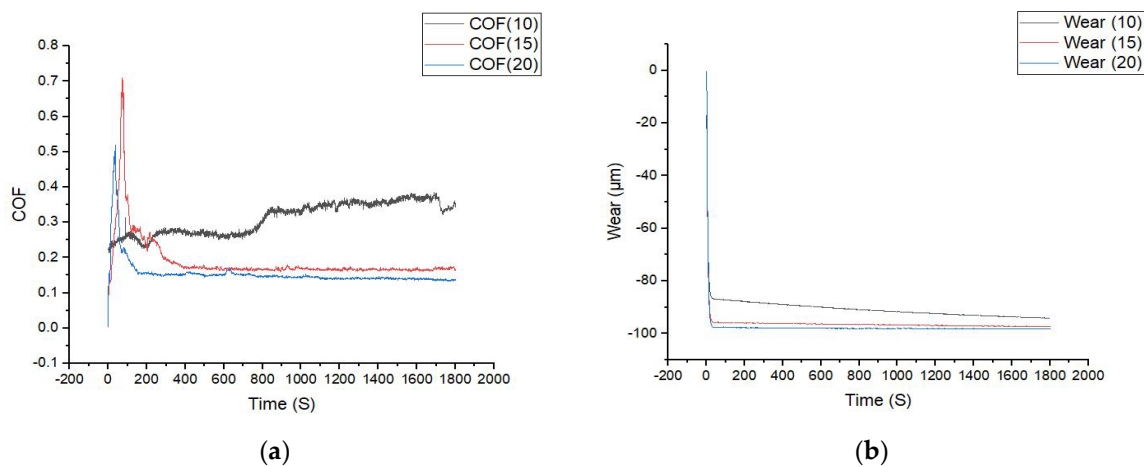 COF(10)
COF(15)
COF(20)
0.8
0.7
0.6
0.5
0.4
0.3
0.2
0.1
0.0
-0.1
COF
-200 0 200 400 600 800 1000 1200 1400 1600 1800 2000
Time (S)
(a)
Wear (10)
Wear (15)
Wear (20)
0
-20
-40
-60
-80
-100
Wear (μm)
-200 0 200 400 600 800 1000 1200 1400 1600 1800 2000
Time (S)
(b)